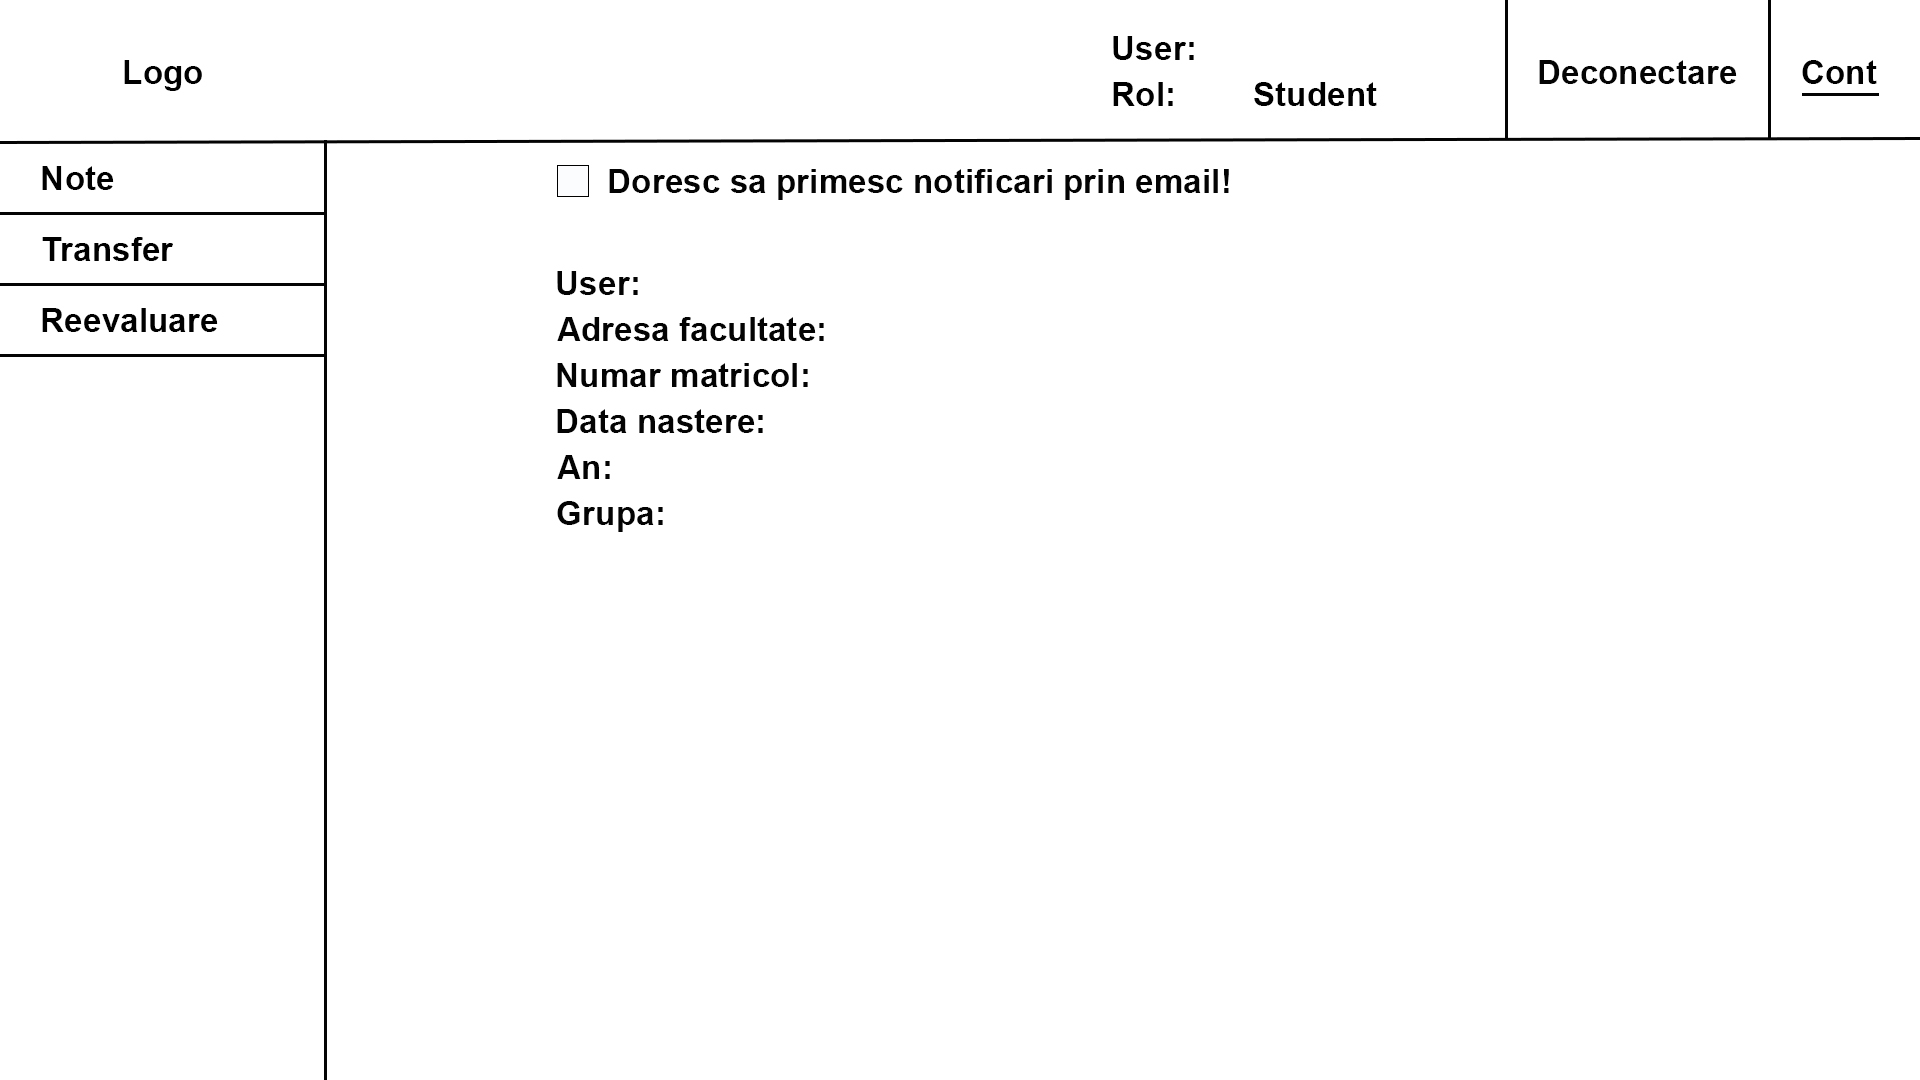 Logo
User:
Rol: Student
Deconectare
Cont
Note
Transfer
Reevaluare
Doresc sa primesc notificari prin email!
User:
Adresa facultate:
Numar matricol:
Data nastere:
An:
Grupa: